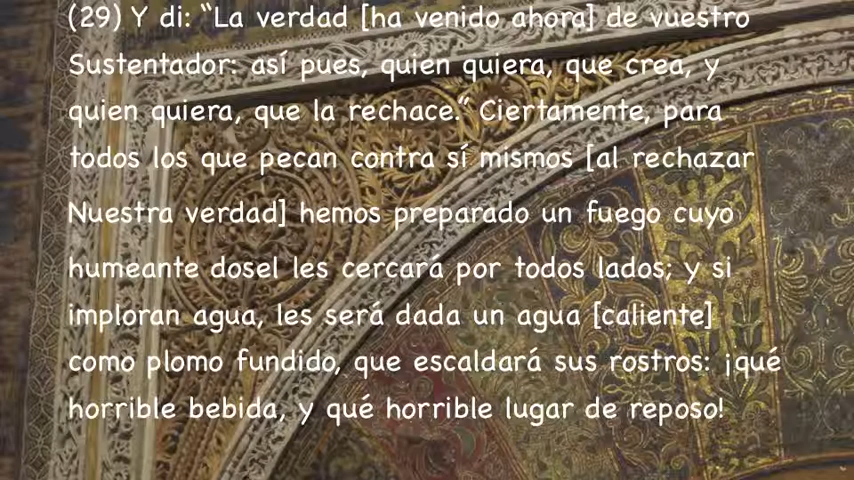 (29) Y di: “La verdad [ha venido ahora] de vuestro
Sustentador: así pues, quien quiera, que crea, y
quien quiera, que la rechace.” Ciertamente, para
todos los que pecan contra sí mismos [al rechazar
Nuestra verdad] hemos preparado un fuego cuyo
humeante dosel les cercará por todos lados; y si
imploran agua, les será dada un agua [caliente]
como plomo fundido, que escaldará sus rostros: ¡qué
horrible bebida, y qué horrible lugar de reposo!